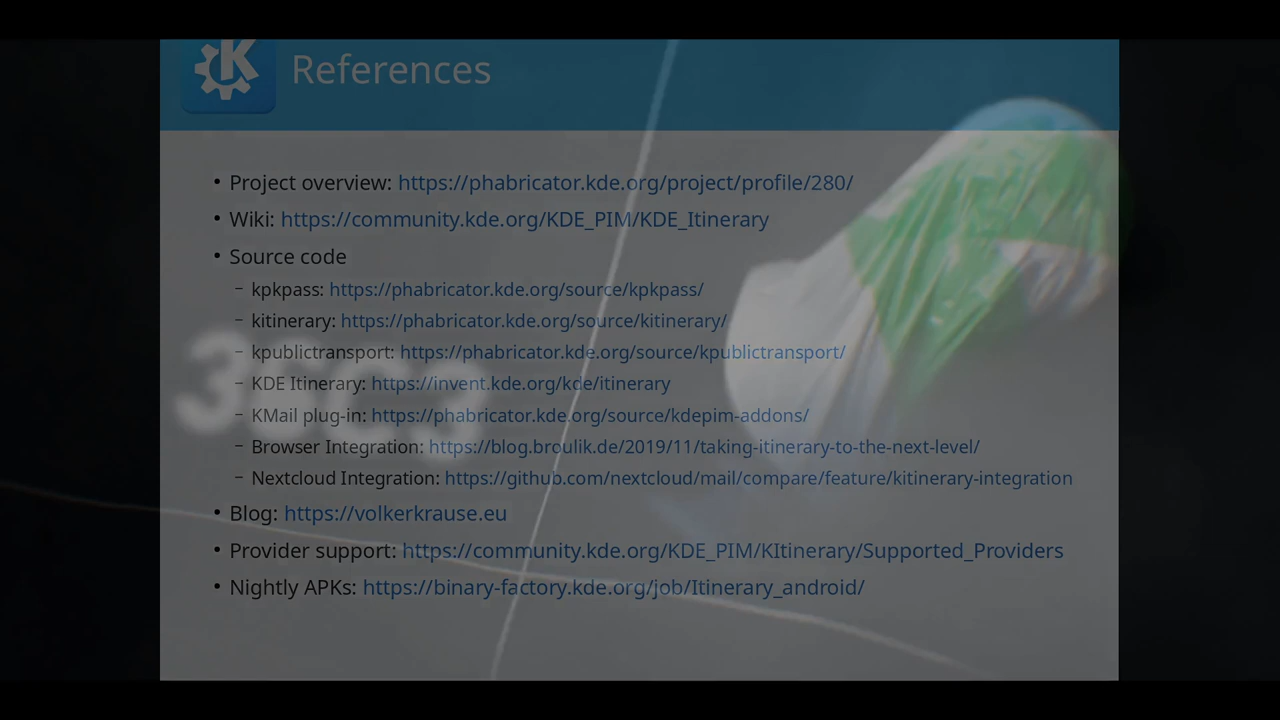 References
• Project overview: https://phabricator.kde.org/project/profile/280/
• Wiki: https://community.kde.org/KDE_PIM/KDE_Itinerary
• Source code
– kpkpass: https://phabricator.kde.org/source/kpkpass/
– kitinerary: https://phabricator.kde.org/source/kitinerary/
– kpublictransport: https://phabricator.kde.org/source/kpublictransport/
– KDE Itinerary: https://invent.kde.org/kde/itinerary
– KMail plug-in: https://phabricator.kde.org/source/kdepim-addons/
– Browser Integration: https://blog.broulik.de/2019/11/taking-itinerary-to-the-next-level/
– Nextcloud Integration: https://github.com/nextcloud/mail/compare/feature/kitinerary-integration
• Blog: https://volkerkrause.eu
• Provider support: https://community.kde.org/KDE_PIM/KItinerary/Supported_Providers
• Nightly APKs: https://binary-factory.kde.org/job/Itinerary_android/